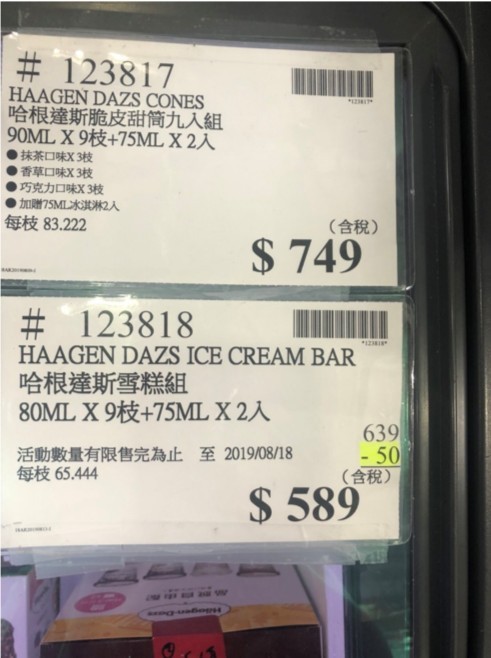 # 123817
*123817*
HAAGEN DAZS CONES
哈根達斯脆皮甜筒九入組
90ML X 9枝+75ML X 2入
●抹茶口味X 3枝
●香草口味X 3枝
●巧克力口味X 3枝
●加贈75ML冰淇淋2入
每枝 83.222
(含稅)
$ 749
# 123818
*123818*
HAAGEN DAZS ICE CREAM BAR
哈根達斯雪糕組
80ML X 9枝+75ML X 2入
639
活動數量有限售完為止 至 2019/08/18
- 50
每枝 65.444
(含稅)
$ 589
Häagen-Dazs